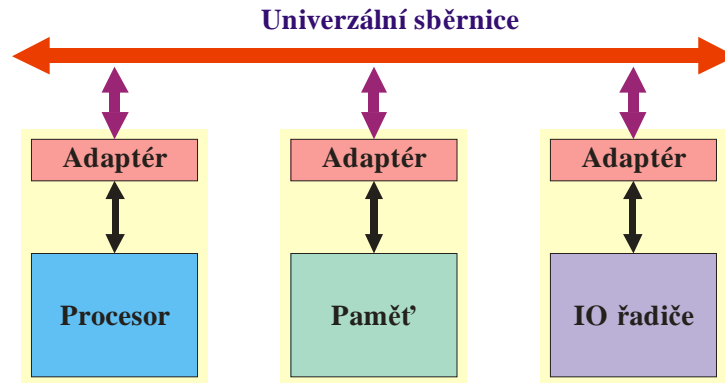 Univerzální sběrnice
Adaptér
Adaptér
Adaptér
Procesor
Paměť
IO řadiče